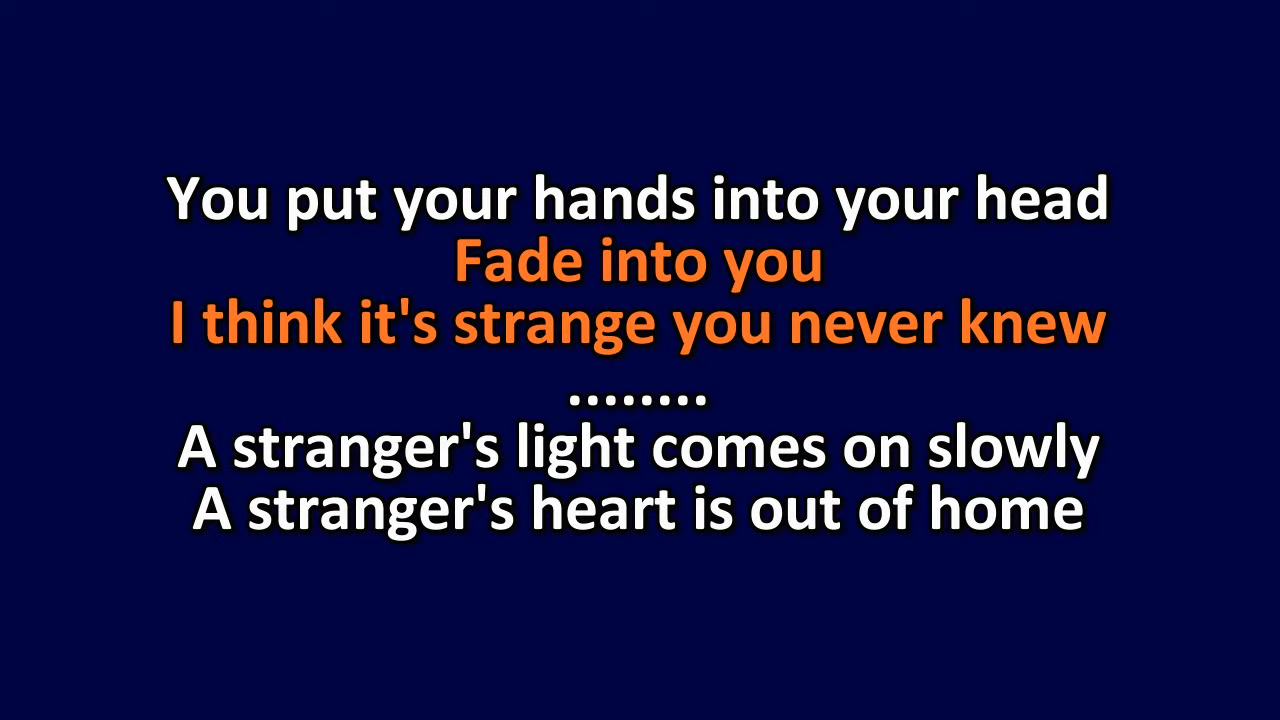 You put your hands into your head
Fade into you
I think it's strange you never knew
........
A stranger's light comes on slowly
A stranger's heart is out of home